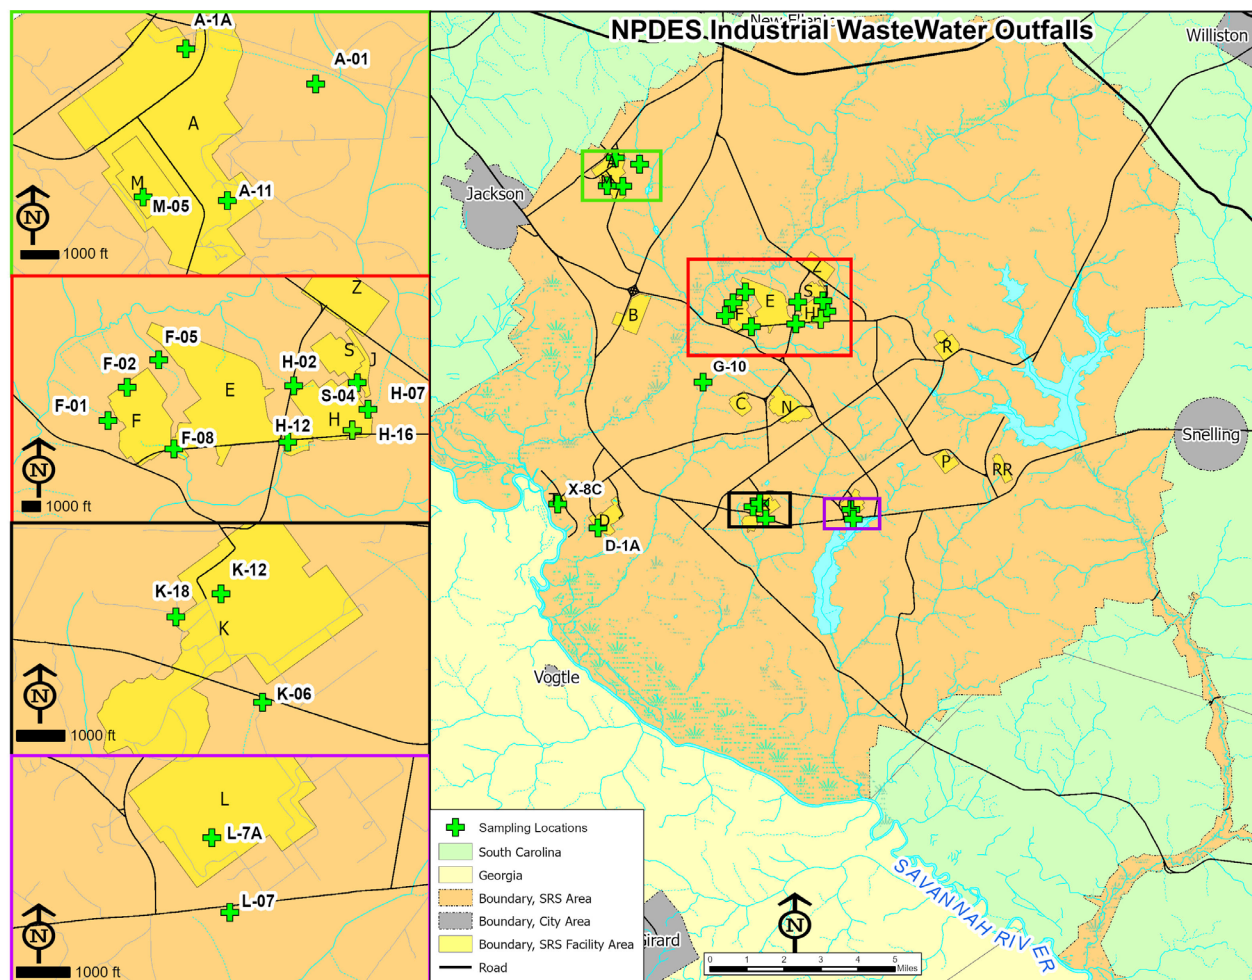 NPDES Industrial WasteWater Outfalls
A-1A
A-01
A
M
M-05
A-11
N
1000 ft
Z
F-05
F-02
H-02
S
J
E
S-04
H-07
F-01
F
H
H-12
H-16
F-08
N
1000 ft
K-12
K-18
K
K-06
N
1000 ft
L
L-7A
L-07
N
1000 ft
Williston
A
M
Jackson
Z
S
J
E
F
H
B
R
G-10
C
N
Snelling
P
RR
X-8C
K
D
D-1A
Vogtle
Sampling Locations
South Carolina
Georgia
Boundary, SRS Area
Boundary, City Area
Boundary, SRS Facility Area
Road
SAVANNAH RIVER
N
0 1 2 3 4 5
Miles